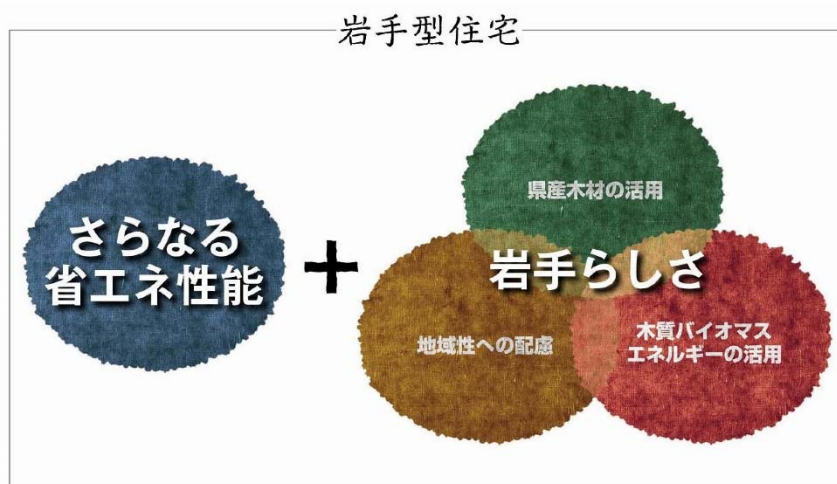 岩手型住宅
さらなる
省エネ性能
+
岩手らしさ
県産木材の活用
地域性への配慮
木質バイオマス
エネルギーの活用